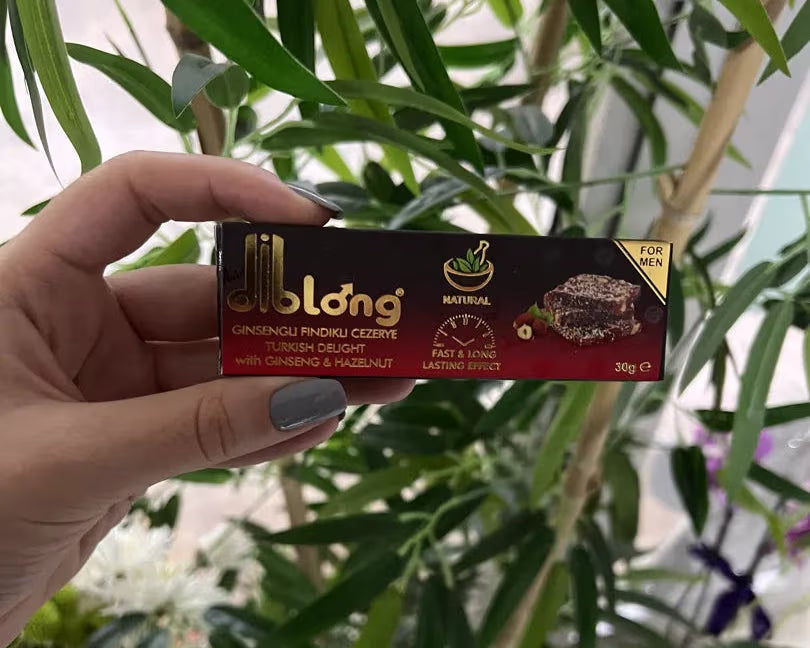 dibLong®
GINSENGLI FINDIKLI CEZERYE
TURKISH DELIGHT
with GINSENG & HAZELNUT
NATURAL
FAST & LONG
LASTING EFFECT
FOR
MEN
30g ℮